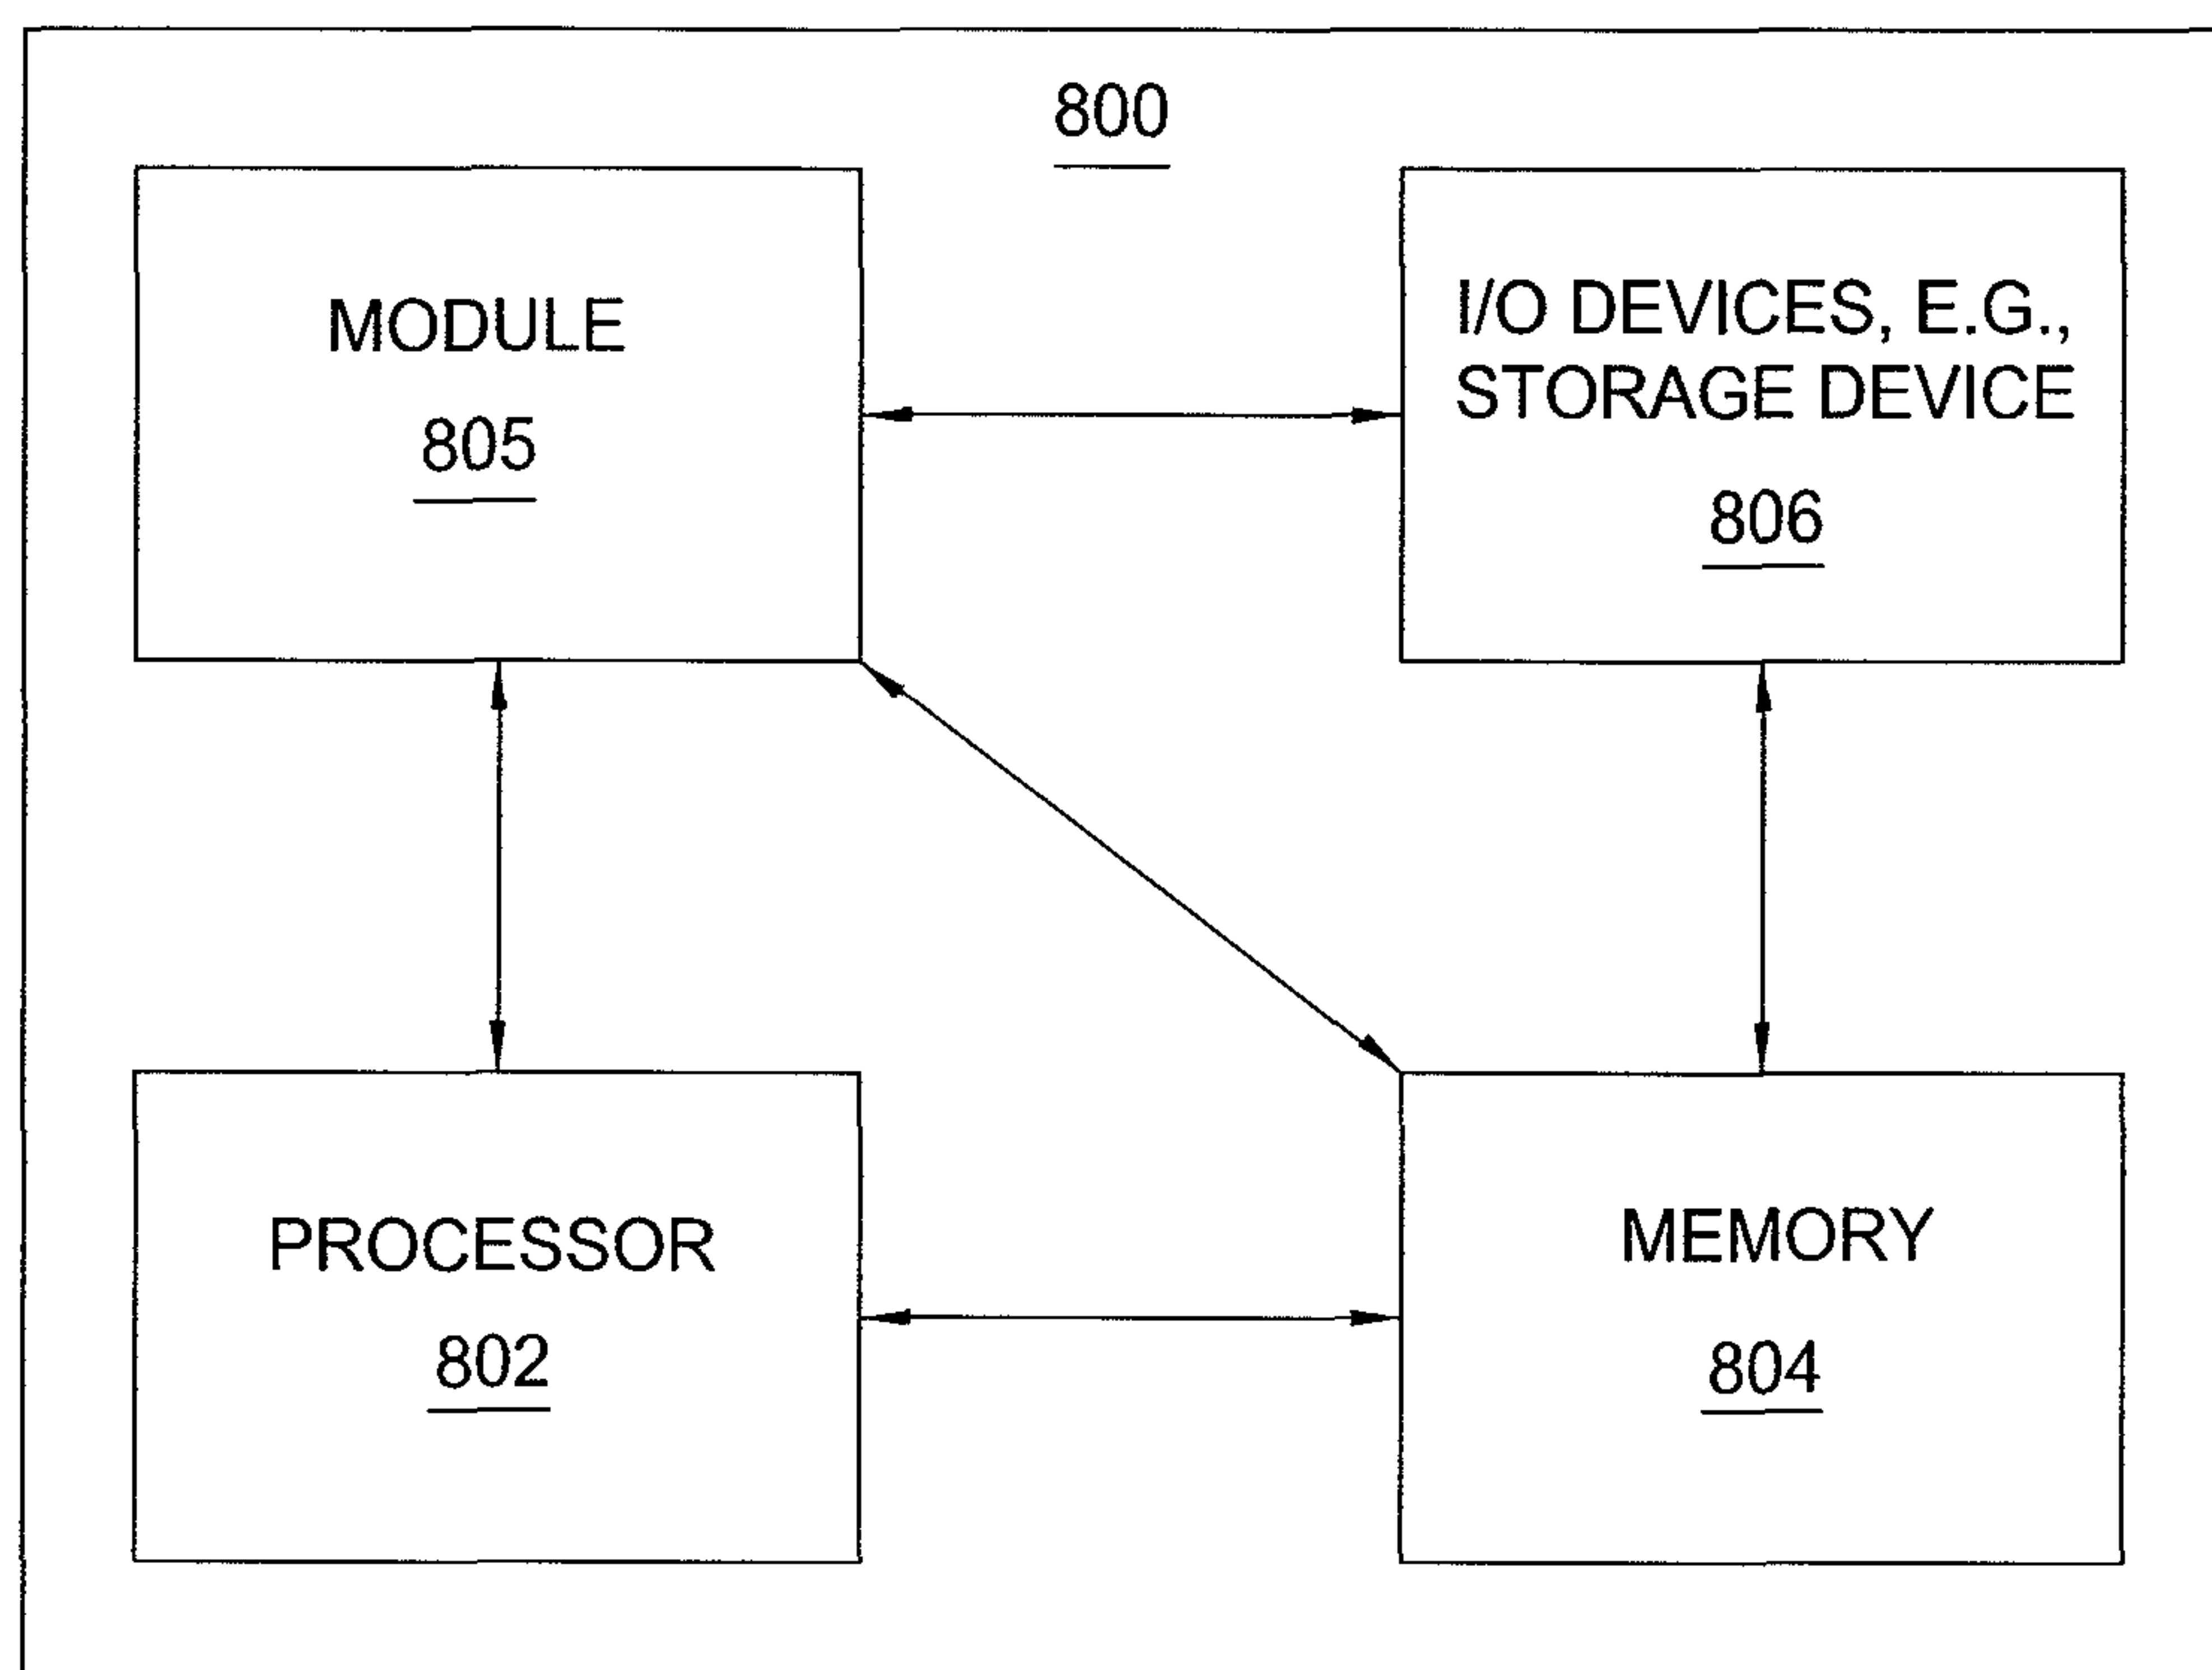 800
MODULE
805
I/O DEVICES, E.G.,
STORAGE DEVICE
806
PROCESSOR
802
MEMORY
804